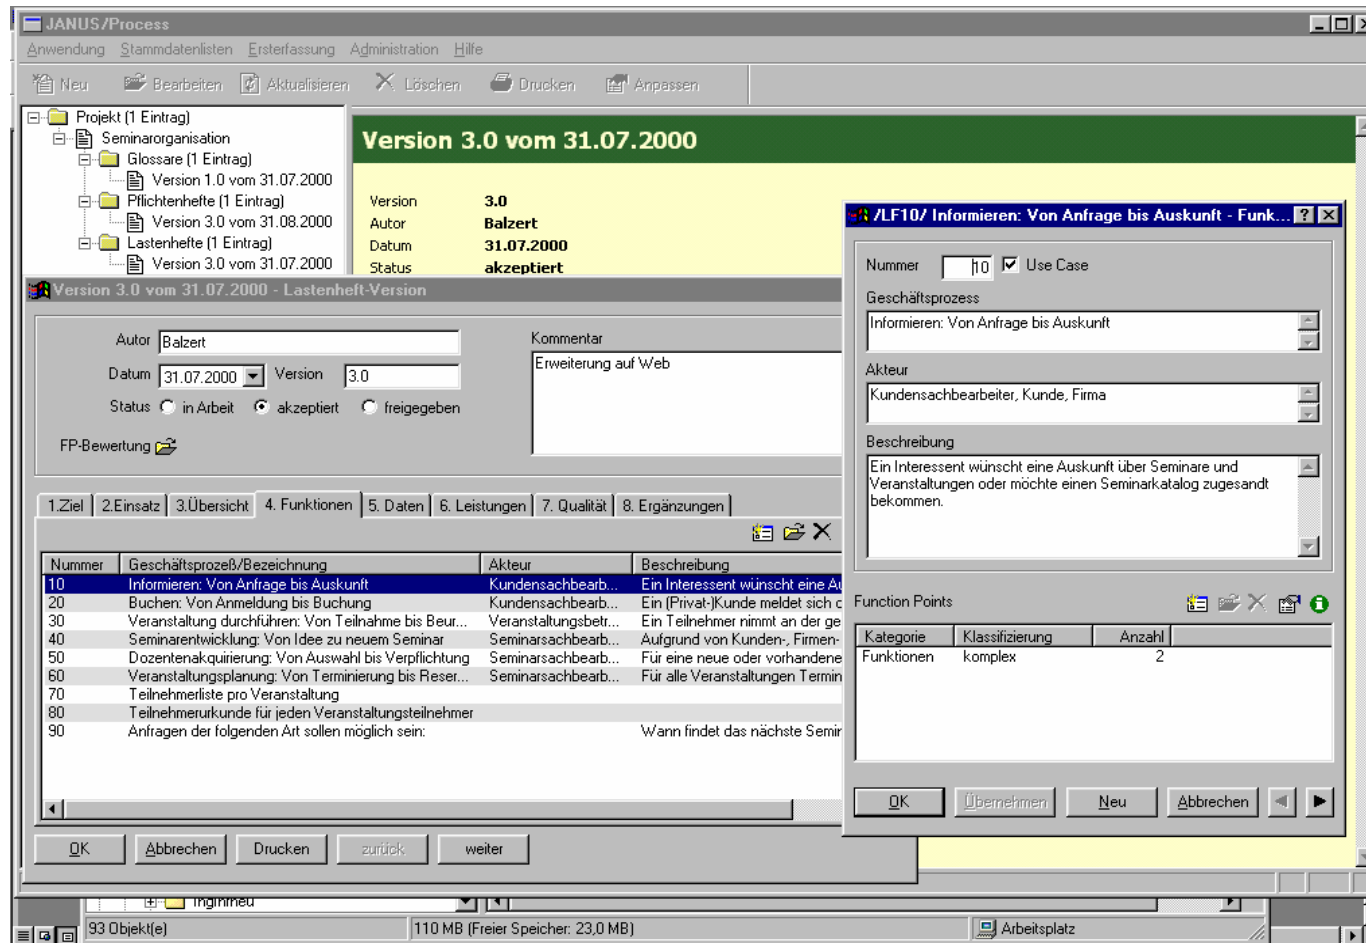 JANUS/Process
Anwendung Stammdatenlisten Ersterfassung Administration Hilfe
Neu Bearbeiten Aktualisieren Löschen Drucken Anpassen
Projekt (1 Eintrag)
Seminarorganisation
Glossare (1 Eintrag)
Version 1.0 vom 31.07.2000
Pflichtenhefte (1 Eintrag)
Version 3.0 vom 31.08.2000
Lastenhefte (1 Eintrag)
Version 3.0 vom 31.07.2000
Version 3.0 vom 31.07.2000
Version 3.0
Autor Balzert
Datum 31.07.2000
Status akzeptiert
Version 3.0 vom 31.07.2000 - Lastenheft-Version
Autor Balzert
Datum 31.07.2000 Version 3.0
Status in Arbeit akzeptiert freigegeben
FP-Bewertung
Kommentar
Erweiterung auf Web
1.Ziel 2.Einsatz 3.Übersicht 4. Funktionen 5. Daten 6. Leistungen 7. Qualität 8. Ergänzungen
Nummer Geschäftsprozeß/Bezeichnung Akteur Beschreibung
10 Informieren: Von Anfrage bis Auskunft Kundensachbearb... Ein Interessent wünscht eine Au
20 Buchen: Von Anmeldung bis Buchung Kundensachbearb... Ein (Privat-)Kunde meldet sich
30 Veranstaltung durchführen: Von Teilnahme bis Beur... Veranstaltungsbetr... Ein Teilnehmer nimmt an der ge
40 Seminarentwicklung: Von Idee zu neuem Seminar Seminarsachbearb... Aufgrund von Kunden-, Firmen-
50 Dozentenakquirierung: Von Auswahl bis Verpflichtung Seminarsachbearb... Für eine neue oder vorhandene
60 Veranstaltungsplanung: Von Terminierung bis Reser... Seminarsachbearb... Für alle Veranstaltungen Termin
70 Teilnehmerliste pro Veranstaltung
80 Teilnehmerurkunde für jeden Veranstaltungsteilnehmer
90 Anfragen der folgenden Art sollen möglich sein: Wann findet das nächste Semir
OK Abbrechen Drucken zurück weiter
/LF10/ Informieren: Von Anfrage bis Auskunft - Funk...
Nummer 10 Use Case
Geschäftsprozess
Informieren: Von Anfrage bis Auskunft
Akteur
Kundensachbearbeiter, Kunde, Firma
Beschreibung
Ein Interessent wünscht eine Auskunft über Seminare und
Veranstaltungen oder möchte einen Seminarkatalog zugesandt
bekommen.
Function Points
Kategorie Klassifizierung Anzahl
Funktionen komplex 2
OK Übernehmen Neu Abbrechen
93 Objekt(e) 110 MB (Freier Speicher: 23,0 MB) Arbeitsplatz